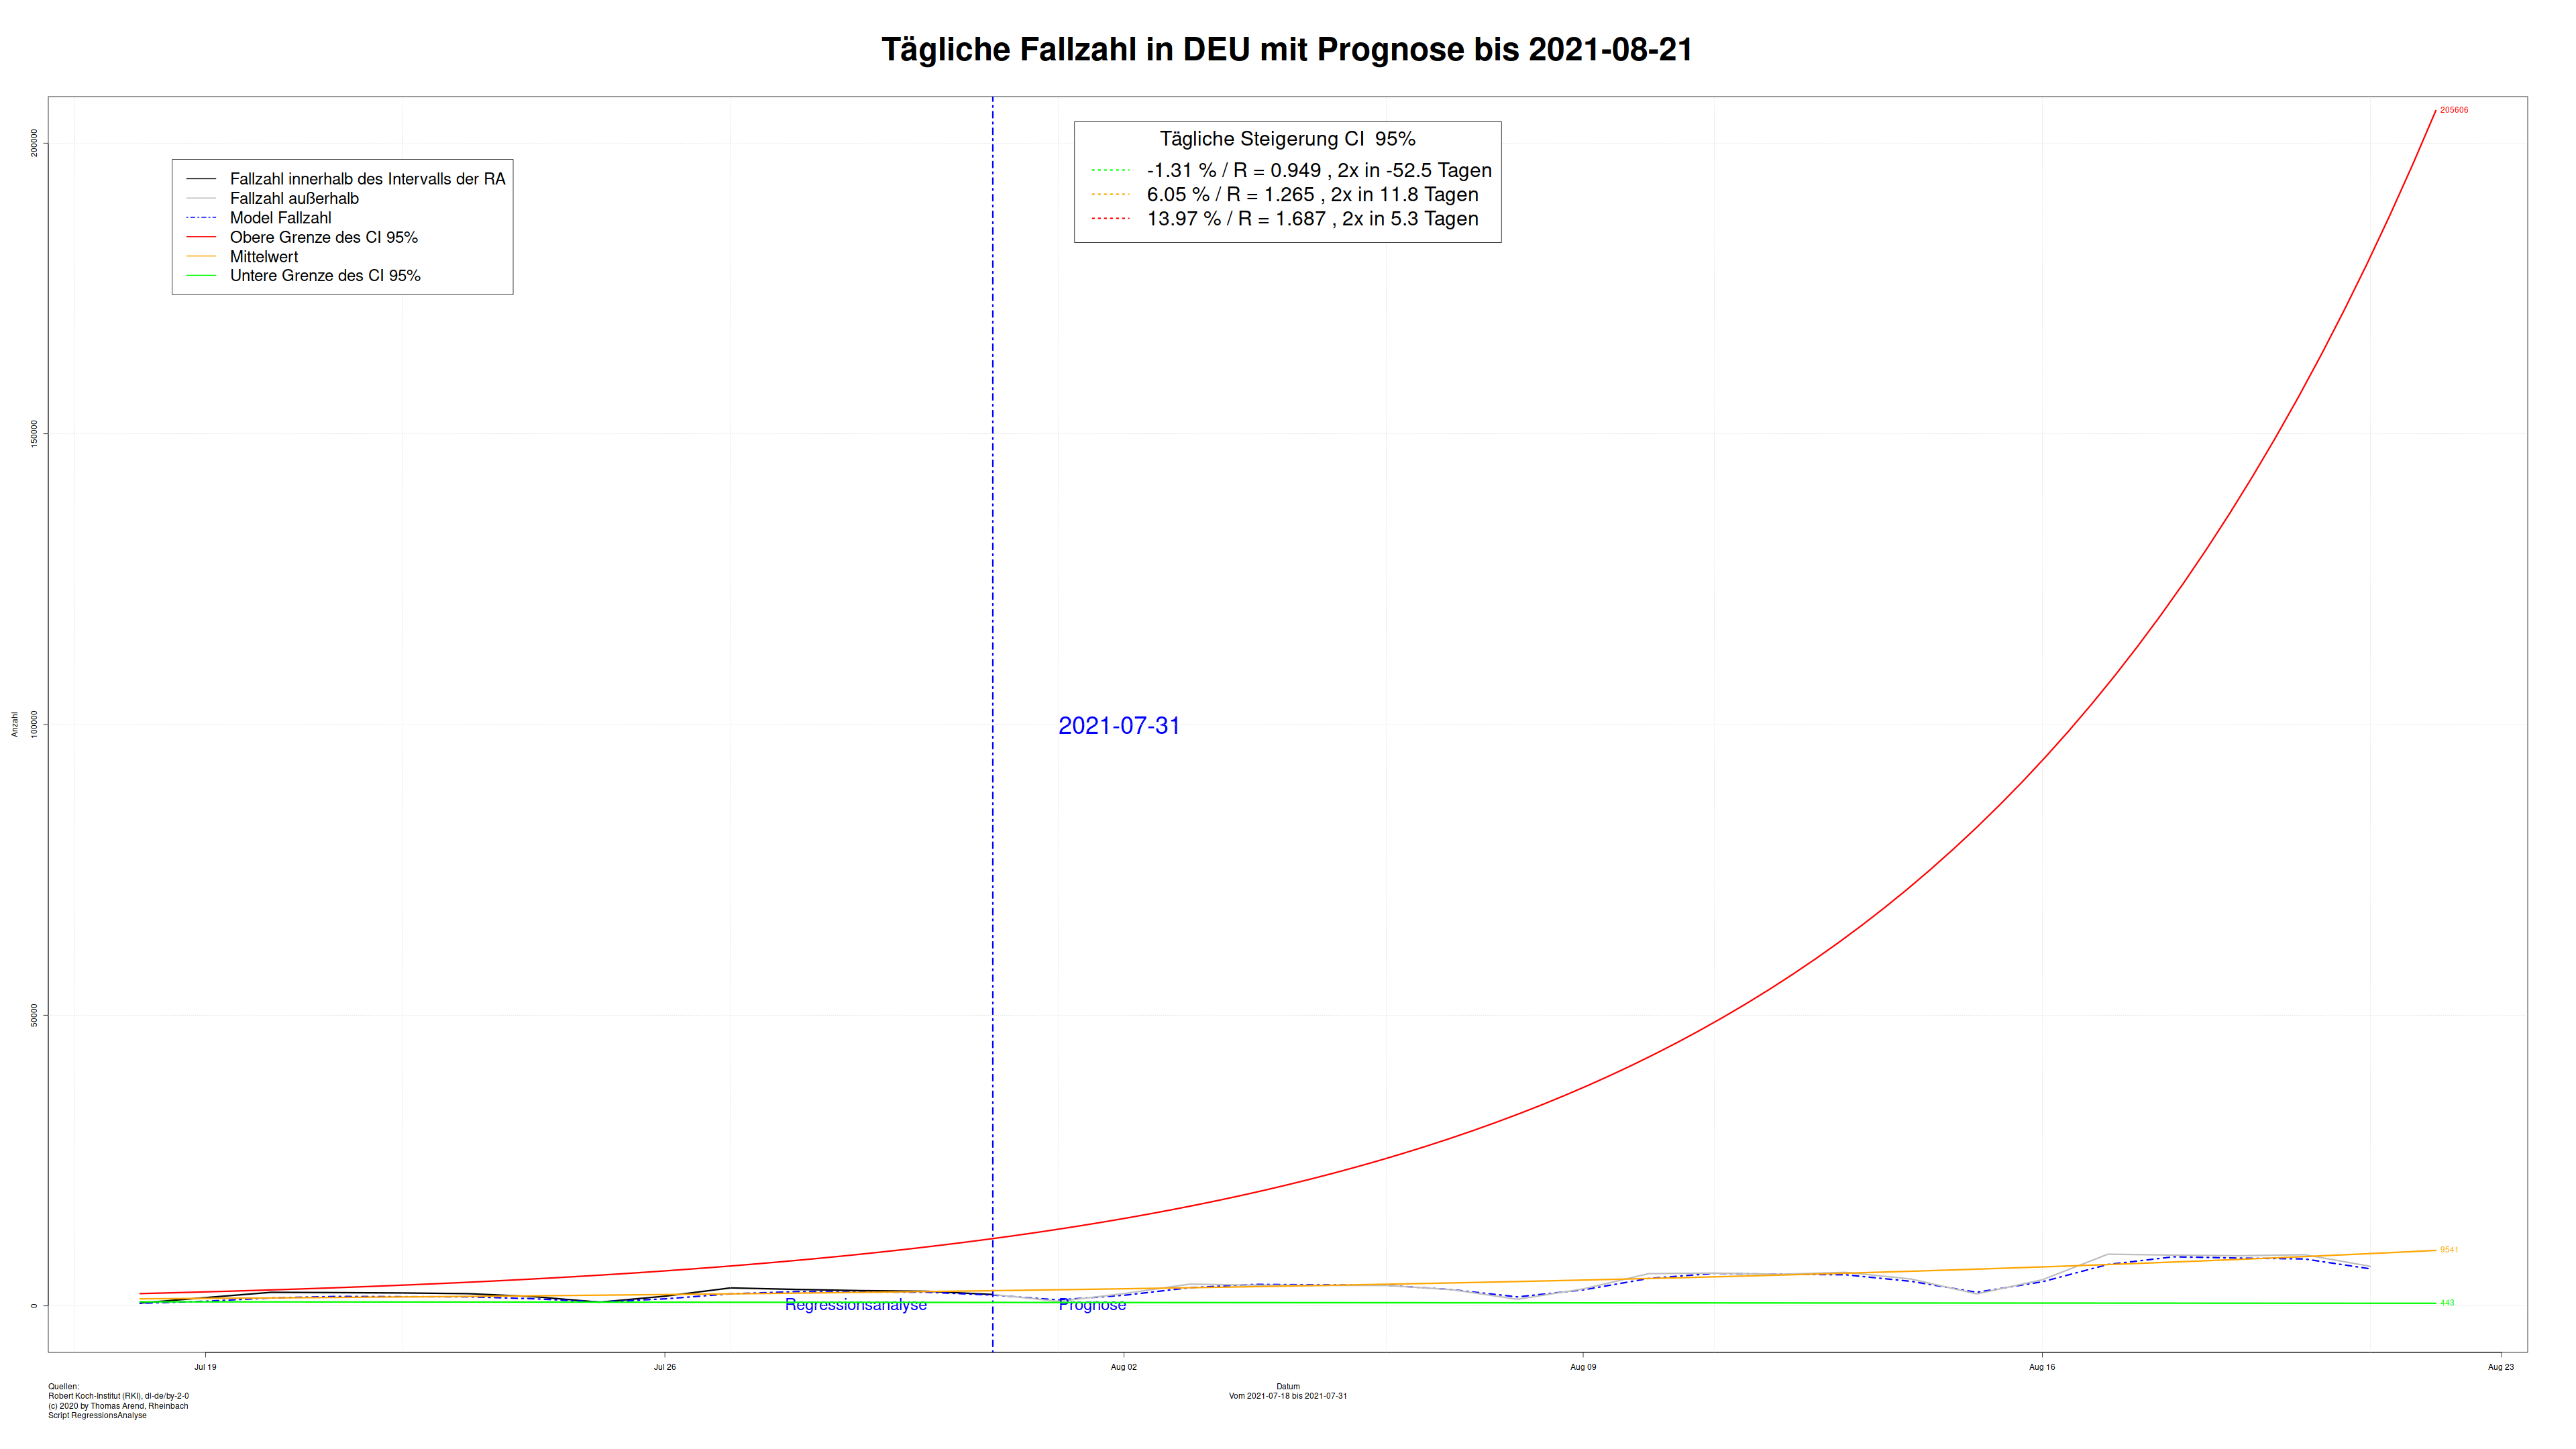 Tägliche Fallzahl in DEU mit Prognose bis 2021-08-21
Fallzahl innerhalb des Intervalls der RA
Fallzahl außerhalb
Model Fallzahl
Obere Grenze des CI 95%
Mittelwert
Untere Grenze des CI 95%
Tägliche Steigerung CI  95%
-1.31 % / R = 0.949 , 2x in -52.5 Tagen
6.05 % / R = 1.265 , 2x in 11.8 Tagen
13.97 % / R = 1.687 , 2x in 5.3 Tagen
205606
200000
150000
100000
50000
0
Anzahl
2021-07-31
9541
443
Regressionsanalyse
Prognose
Jul 19
Jul 26
Aug 02
Aug 09
Aug 16
Aug 23
Datum
Vom 2021-07-18 bis 2021-07-31
Quellen:
Robert Koch-Institut (RKI), dl-de/by-2-0
(c) 2020 by Thomas Arend, Rheinbach
Script RegressionsAnalyse